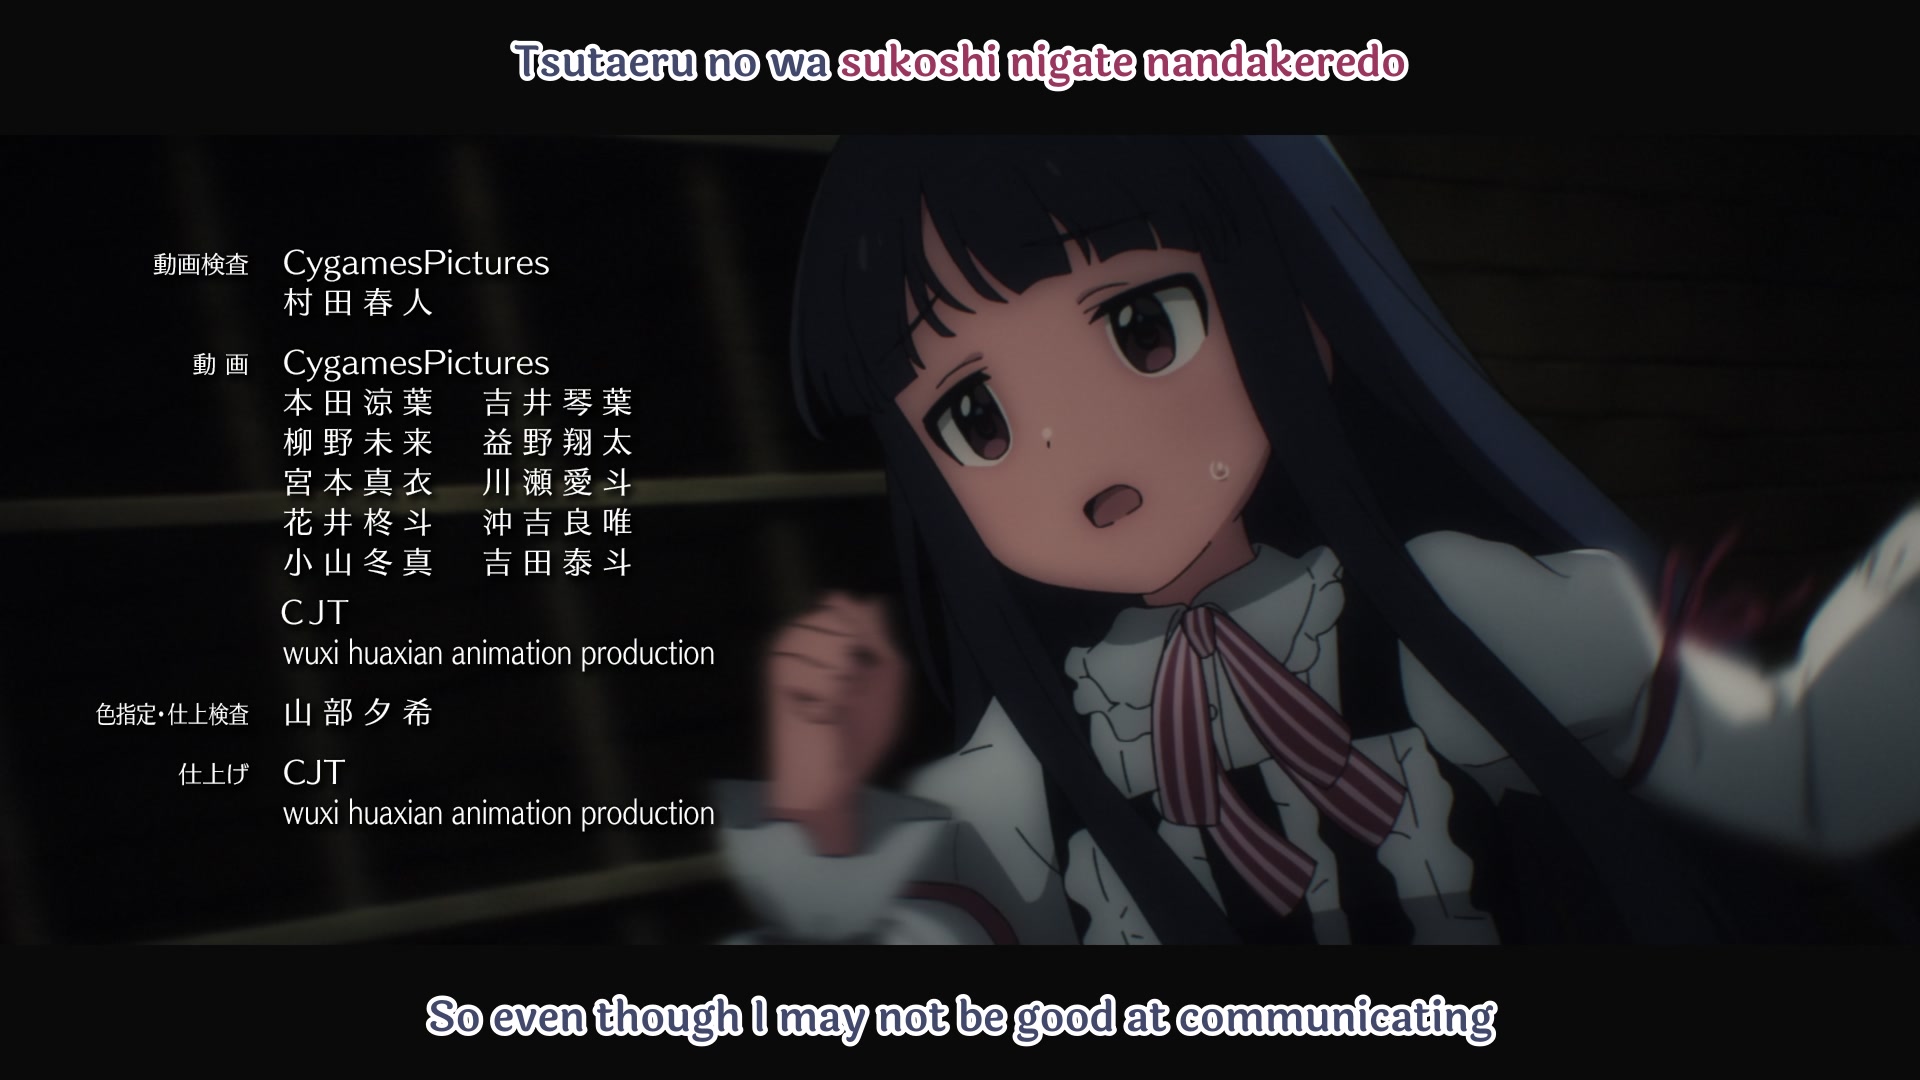 Tsutaeru no wa sukoshi nigate nandakeredo
動画検査 CygamesPictures
村田春人
動画 CygamesPictures
本田涼葉 吉井琴葉
柳野未来 益野翔太
宮本真衣 川瀬愛斗
花井柊斗 沖吉良唯
小山冬真 吉田泰斗
CJT
wuxi huaxian animation production
色指定・仕上検査 山部夕希
仕上げ CJT
wuxi huaxian animation production
So even though I may not be good at communicating